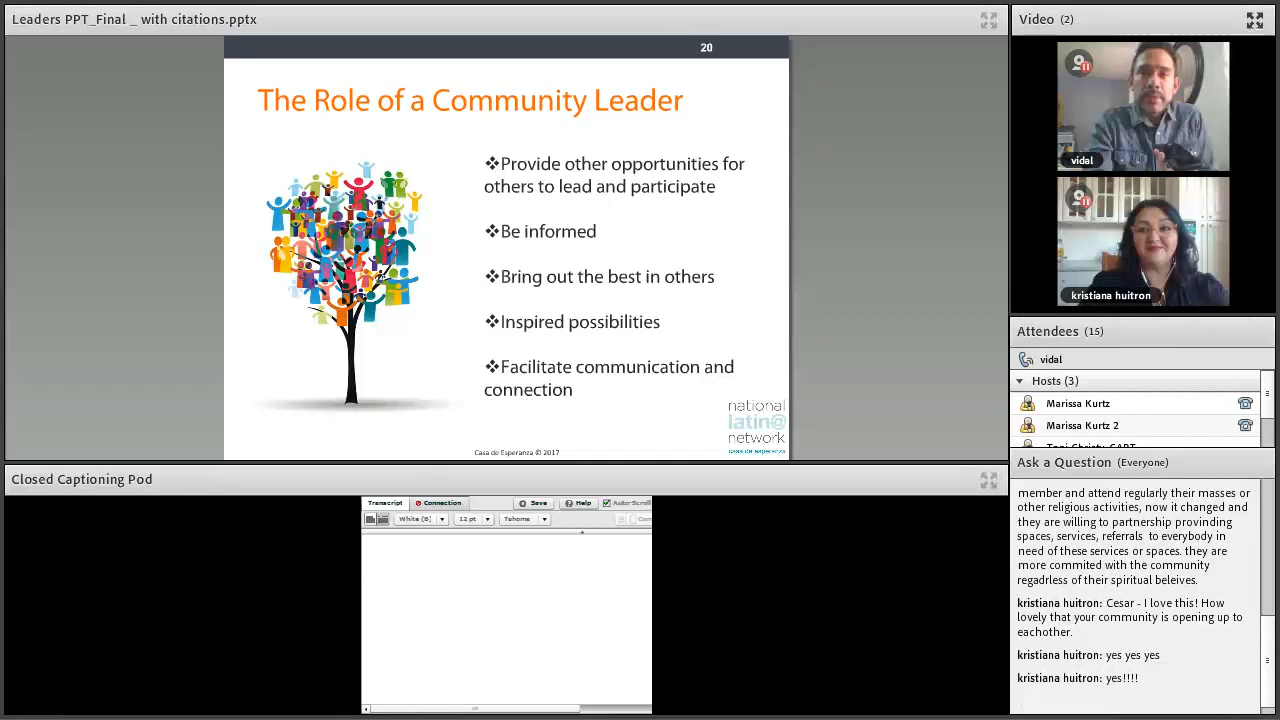 Leaders PPT_Final _ with citations.pptx
20
The Role of a Community Leader
❖Provide other opportunities for
others to lead and participate
❖Be informed
❖Bring out the best in others
❖Inspired possibilities
❖Facilitate communication and
connection
national
latin@
network
casa de esperanza
Casa de Esperanza © 2017
Closed Captioning Pod
Transcript
Connection
Save
Help
Auto-Scroll
White (B)
12 pt
Tahoma
Video (2)
vidal
kristiana huitron
Attendees (15)
vidal
Hosts (3)
Marissa Kurtz
Marissa Kurtz 2
Ask a Question (Everyone)
member and attend regulary their masses or
other religious activities, now it changed and
they are willing to partnership provinding
spaces, services, referrals to everybody in
need of these services or spaces. they are
more commited with the community
regadrless of their spiritual beleives.
kristiana huitron: Cesar - I love this! How
lovely that your community is opening up to
eachother.
kristiana huitron: yes yes yes
kristiana huitron: yes!!!!